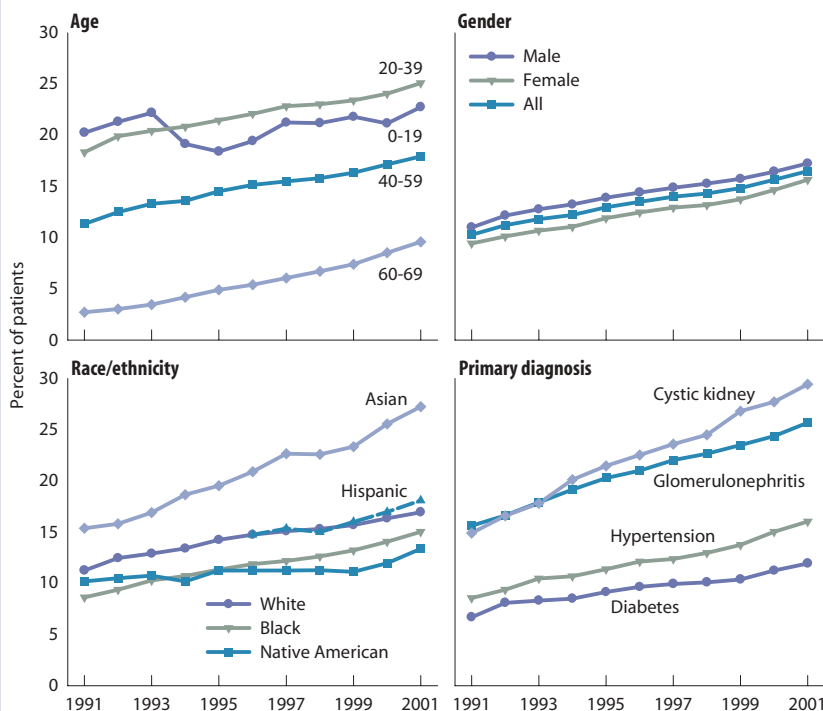 Percent of patients
Age
30
25
20
15
10
5
0
20-39
0-19
40-59
60-69
Gender
Male
Female
All
Race/ethnicity
30
25
20
15
10
5
0
Asian
Hispanic
White
Black
Native American
1991 1993 1995 1997 1999 2001
Primary diagnosis
Cystic kidney
Glomerulonephritis
Hypertension
Diabetes
1991 1993 1995 1997 1999 2001